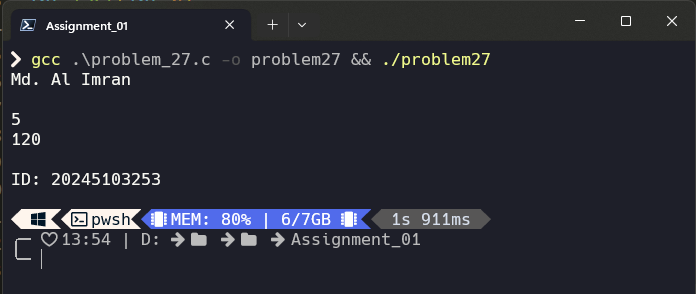 Assignment_01
❯ gcc .\problem_27.c -o problem27 && ./problem27
Md. Al Imran
5
120
ID: 20245103253
pwsh MEM: 80% | 6/7GB 1s 911ms
13:54 | D: → → → Assignment_01